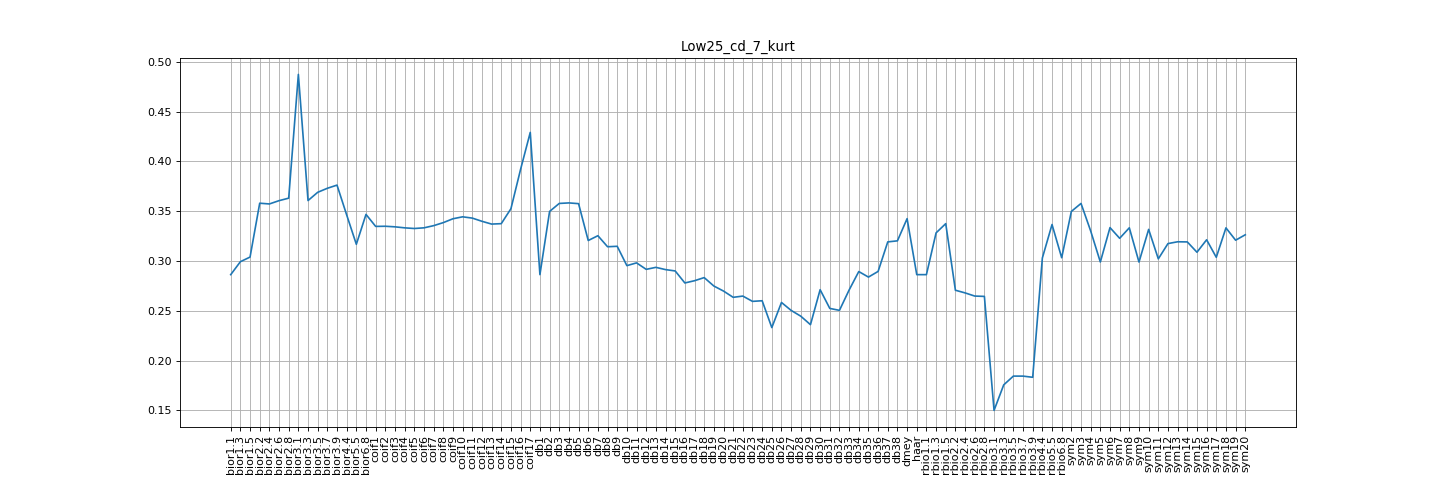 Low25_cd_7_kurt
0.50
0.45
0.40
0.35
0.30
0.25
0.20
0.15
bior1.1
bior1.3
bior1.5
bior2.2
bior2.4
bior2.6
bior2.8
bior3.1
bior3.3
bior3.5
bior3.7
bior3.9
bior4.4
bior5.5
bior6.8
coif1
coif2
coif3
coif4
coif5
coif6
coif7
coif8
coif9
coif10
coif11
coif12
coif13
coif14
coif15
coif16
coif17
db1
db2
db3
db4
db5
db6
db7
db8
db9
db10
db11
db12
db13
db14
db15
db16
db17
db18
db19
db20
db21
db22
db23
db24
db25
db26
db27
db28
db29
db30
db31
db32
db33
db34
db35
db36
db37
db38
dmey
haar
rbio1.1
rbio1.3
rbio1.5
rbio2.2
rbio2.4
rbio2.6
rbio2.8
rbio3.1
rbio3.3
rbio3.5
rbio3.7
rbio3.9
rbio4.4
rbio5.5
rbio6.8
sym2
sym3
sym4
sym5
sym6
sym7
sym8
sym9
sym10
sym11
sym12
sym13
sym14
sym15
sym16
sym17
sym18
sym19
sym20